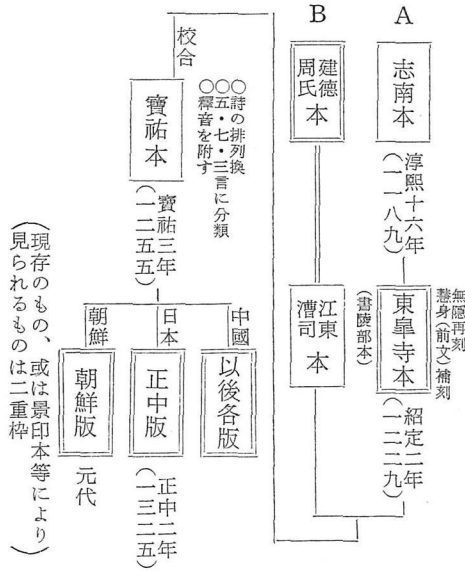 A
志南本
淳熙十六年
(一一八九)
無隱再刻
慧身(前文)補刻
東皐寺本
(書陵部本)
紹定二年
(一二二九)
B
建德
周氏
本
江東
漕司
本
校合
○詩の排列換
○五・七・三言に分類
○釋音を附す
寶祐本
寶祐三年
(一二五五)
中國
以後各版
日本
正中版
正中二年
(一三二五)
朝鮮
朝鮮版
元代
(現存のもの、或は景印本等により
見られるものは二重枠)